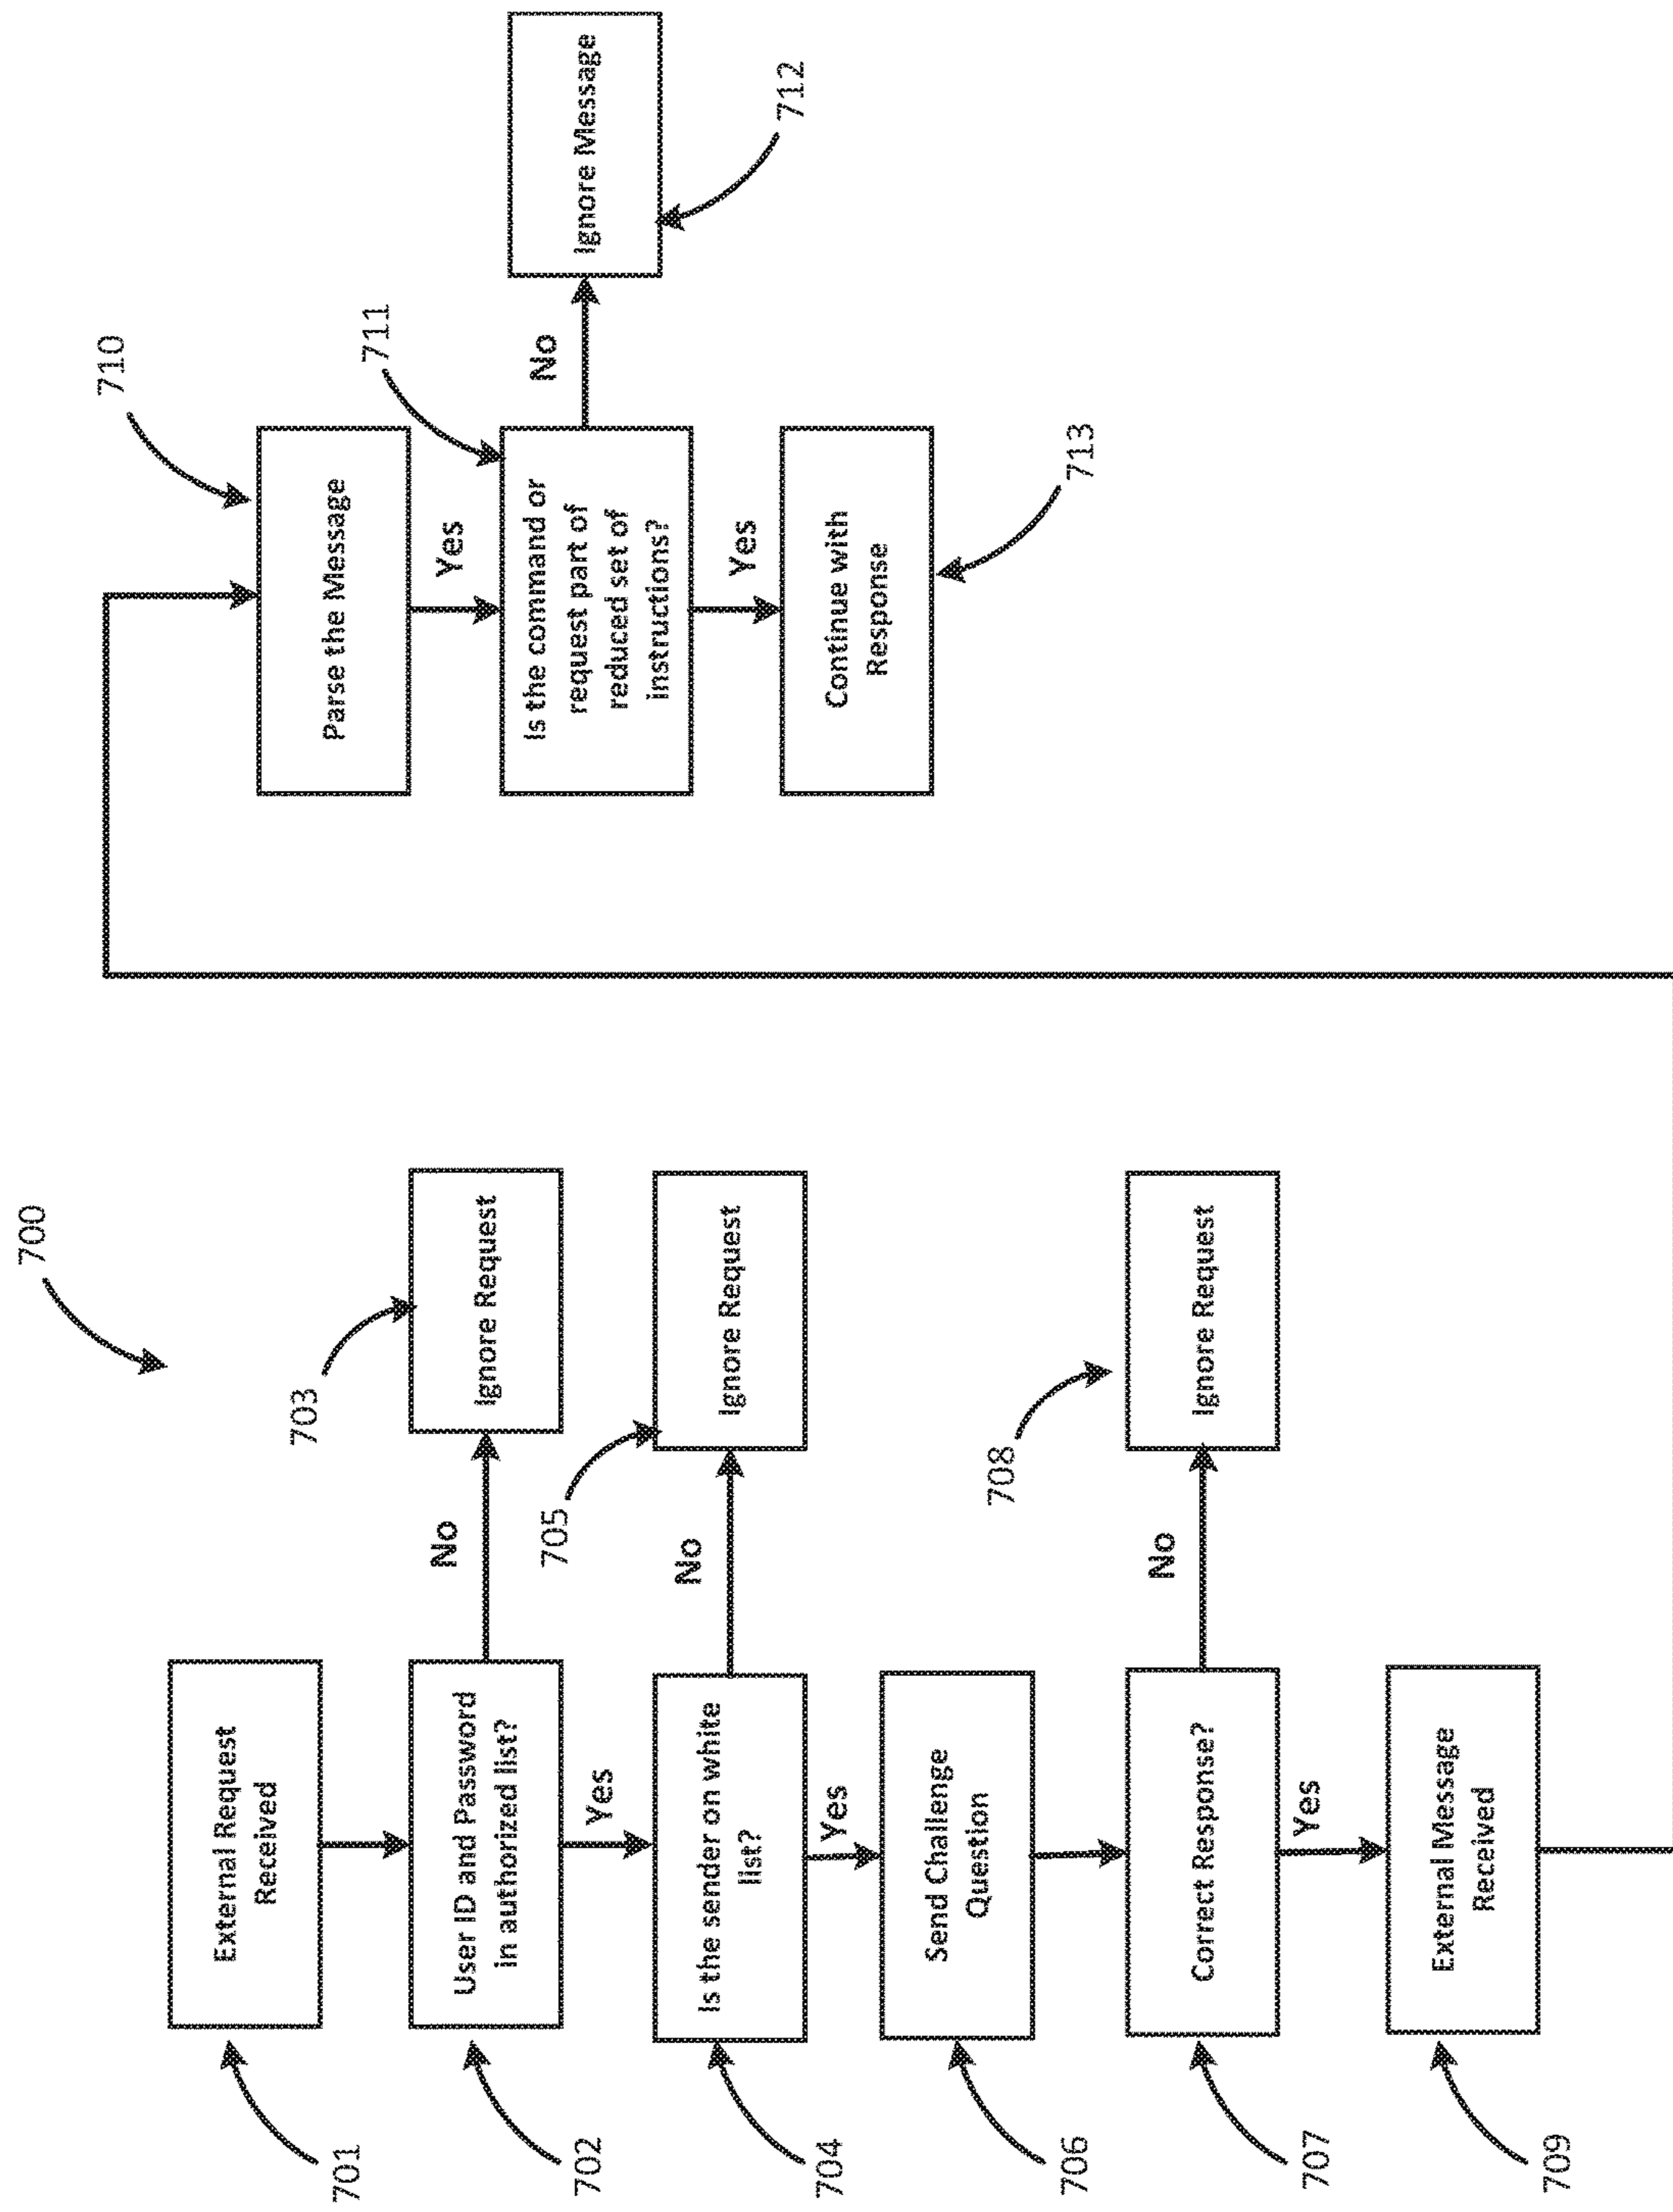 700
701
External Request
Received
702
User ID and Password
in authorized list?
No
703
Ignore Request
Yes
704
Is the sender on white
list?
No
705
Ignore Request
Yes
706
Send Challenge
Question
707
Correct Response?
No
708
Ignore Request
Yes
709
External Message
Received
710
Parse the Message
Yes
711
Is the command or
request part of
reduced set of
instructions?
No
Ignore Message
712
Yes
Continue with
Response
713